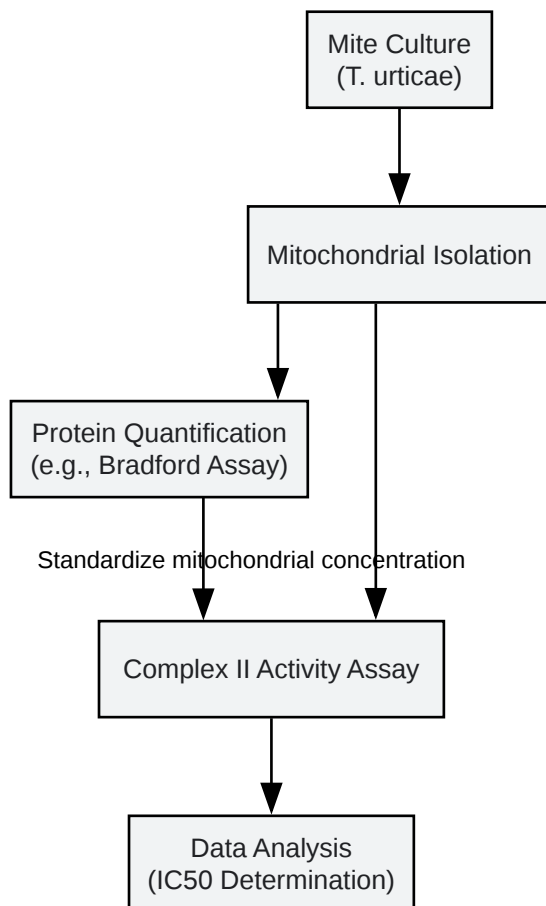 Mite Culture
(T. urticae)
Mitochondrial Isolation
Protein Quantification
(e.g., Bradford Assay)
Standardize mitochondrial concentration
Complex II Activity Assay
Data Analysis
(IC50 Determination)